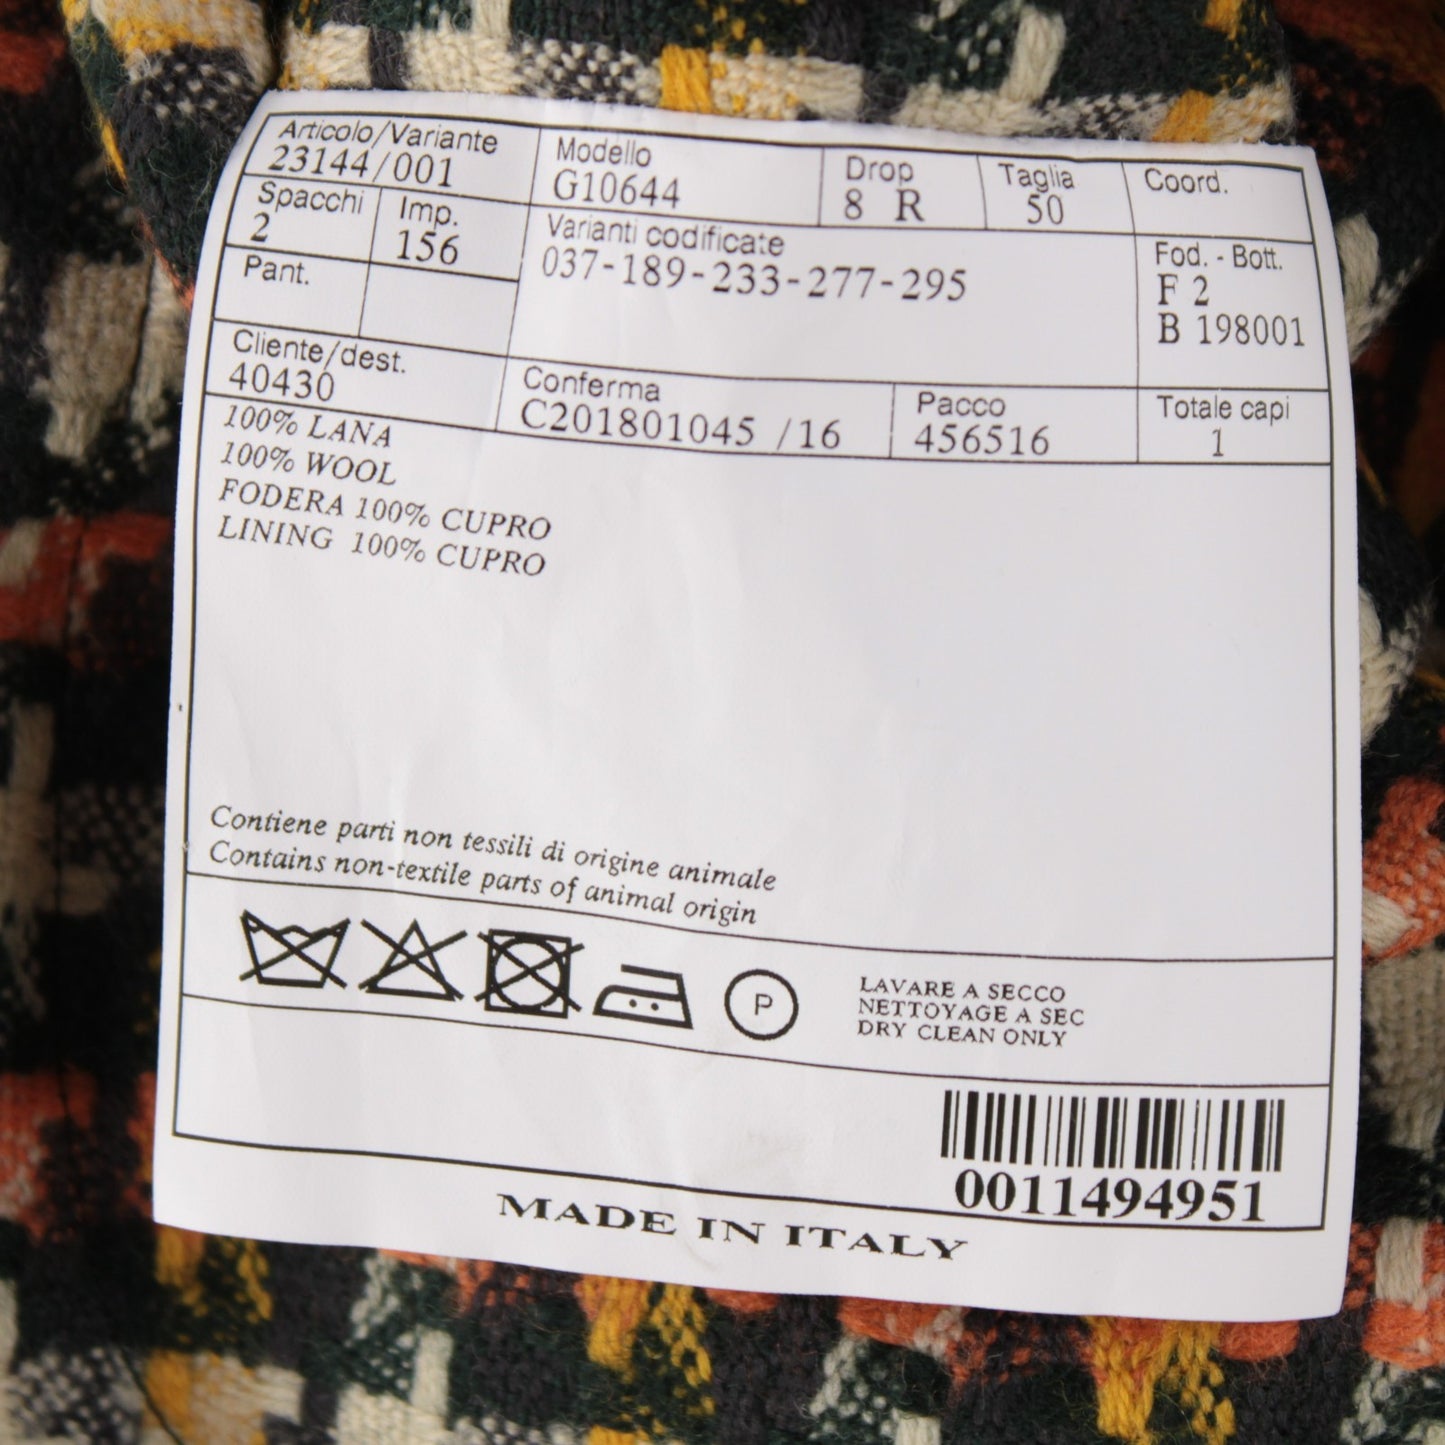 Articolo/Variante
23144/001
Modello
G10644
Drop
8 R
Taglia
50
Coord.
Spacchi
2
Imp.
156
Varianti codificate
037-189-233-277-295
Fod. - Bott.
F 2
B 198001
Pant.
Cliente/dest.
40430
Conferma
C201801045 /16
Pacco
456516
Totale capi
1
100% LANA
100% WOOL
FODERA 100% CUPRO
LINING 100% CUPRO
Contiene parti non tessili di origine animale
Contains non-textile parts of animal origin
P
LAVARE A SECCO
NETTOYAGE A SEC
DRY CLEAN ONLY
0011494951
MADE IN ITALY